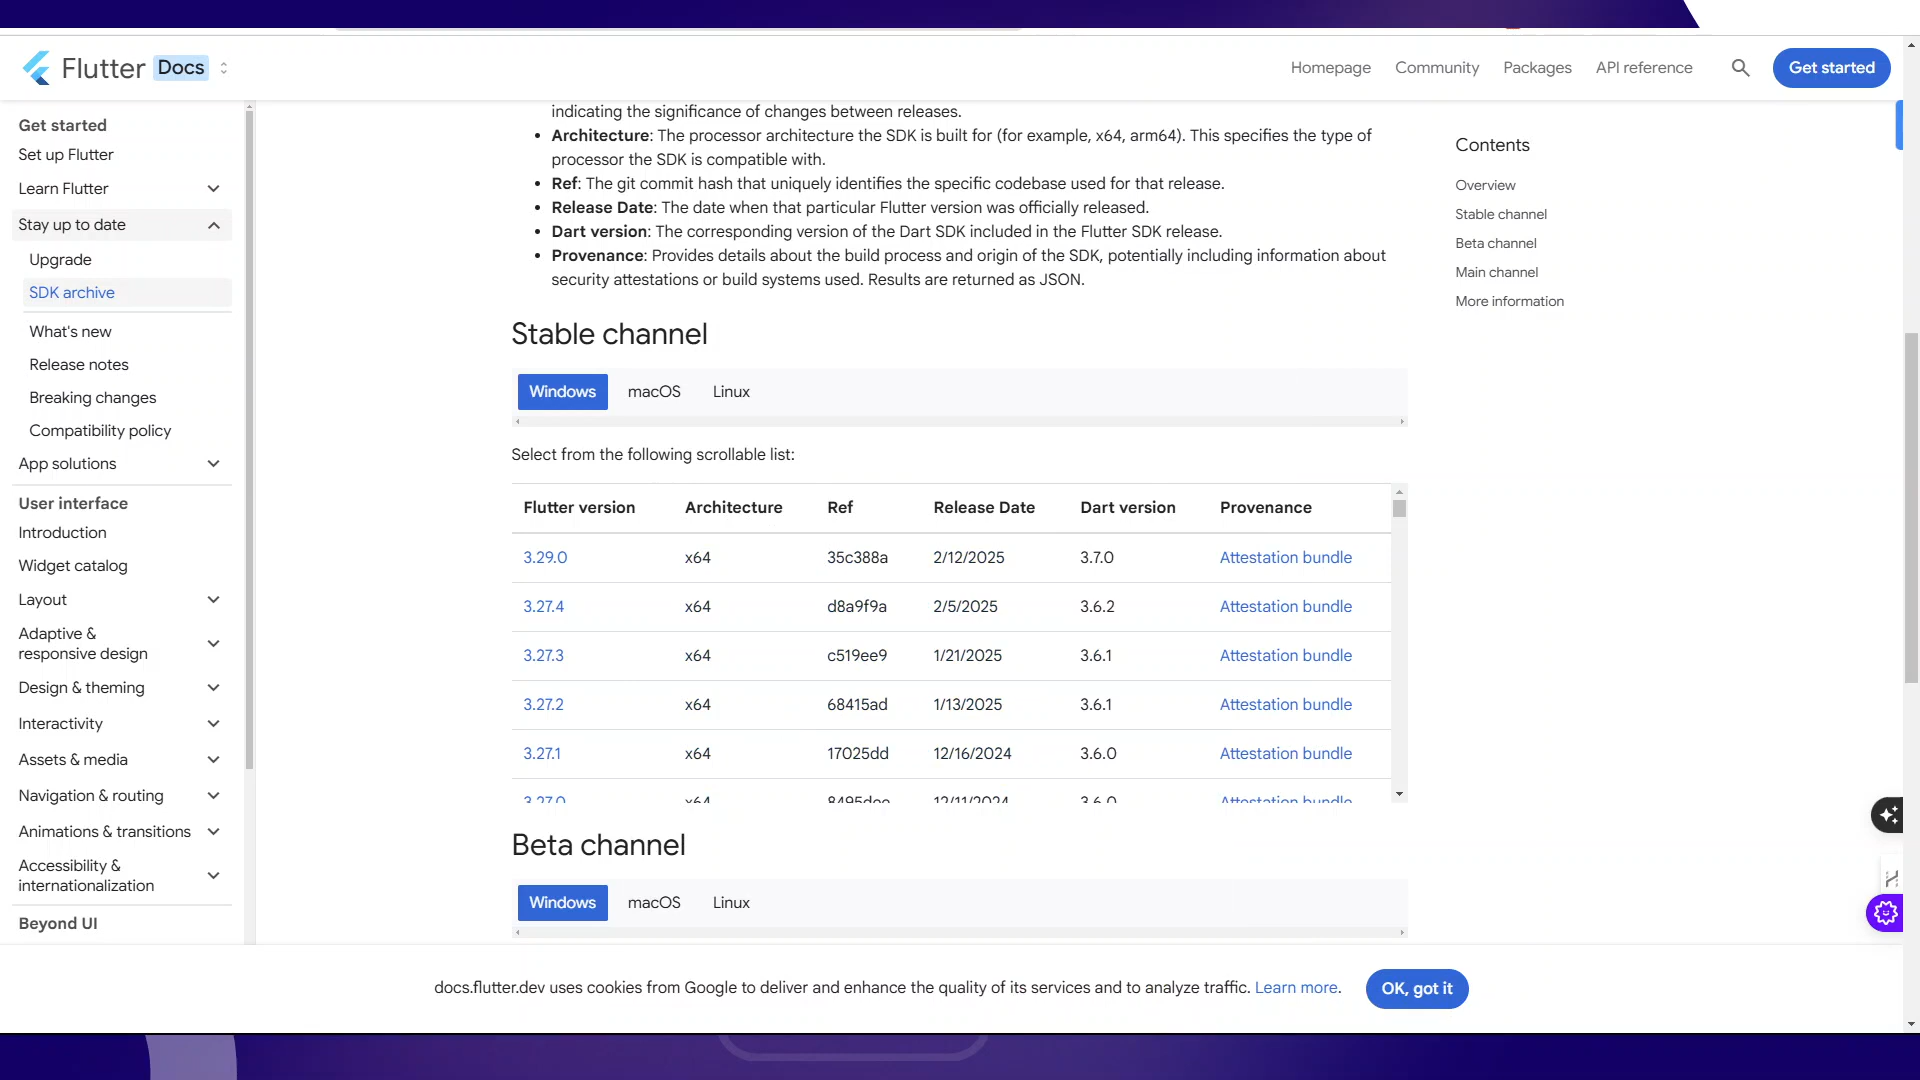 Flutter Docs
Homepage
Community
Packages
API reference
Get started
Get started
Set up Flutter
Learn Flutter
Stay up to date
Upgrade
SDK archive
What's new
Release notes
Breaking changes
Compatibility policy
App solutions
User interface
Introduction
Widget catalog
Layout
Adaptive &
responsive design
Design & theming
Interactivity
Assets & media
Navigation & routing
Animations & transitions
Accessibility &
internationalization
Beyond UI
indicating the significance of changes between releases.
• Architecture: The processor architecture the SDK is built for (for example, x64, arm64). This specifies the type of
processor the SDK is compatible with.
• Ref: The git commit hash that uniquely identifies the specific codebase used for that release.
• Release Date: The date when that particular Flutter version was officially released.
• Dart version: The corresponding version of the Dart SDK included in the Flutter SDK release.
• Provenance: Provides details about the build process and origin of the SDK, potentially including information about
security attestations or build systems used. Results are returned as JSON.
Stable channel
Windows macOS Linux
Select from the following scrollable list:
Flutter version Architecture Ref Release Date Dart version Provenance
3.29.0 x64 35c388a 2/12/2025 3.7.0 Attestation bundle
3.27.4 x64 d8a9f9a 2/5/2025 3.6.2 Attestation bundle
3.27.3 x64 c519ee9 1/21/2025 3.6.1 Attestation bundle
3.27.2 x64 68415ad 1/13/2025 3.6.1 Attestation bundle
3.27.1 x64 17025dd 12/16/2024 3.6.0 Attestation bundle
3.27.0 x64 12/11/2024 3.6.0 Attestation bundle
Beta channel
Windows macOS Linux
Contents
Overview
Stable channel
Beta channel
Main channel
More information
docs.flutter.dev uses cookies from Google to deliver and enhance the quality of its services and to analyze traffic. Learn more.
OK, got it